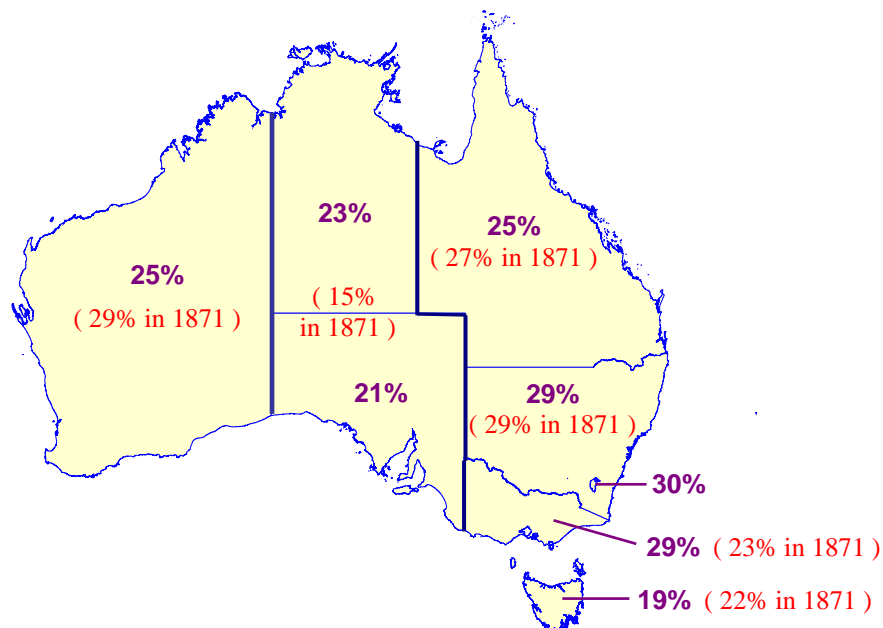 23%
25%
( 27% in 1871 )
25%
( 29% in 1871 )
( 15%
in 1871 )
21%
29%
( 29% in 1871 )
30%
29% ( 23% in 1871 )
19% ( 22% in 1871 )